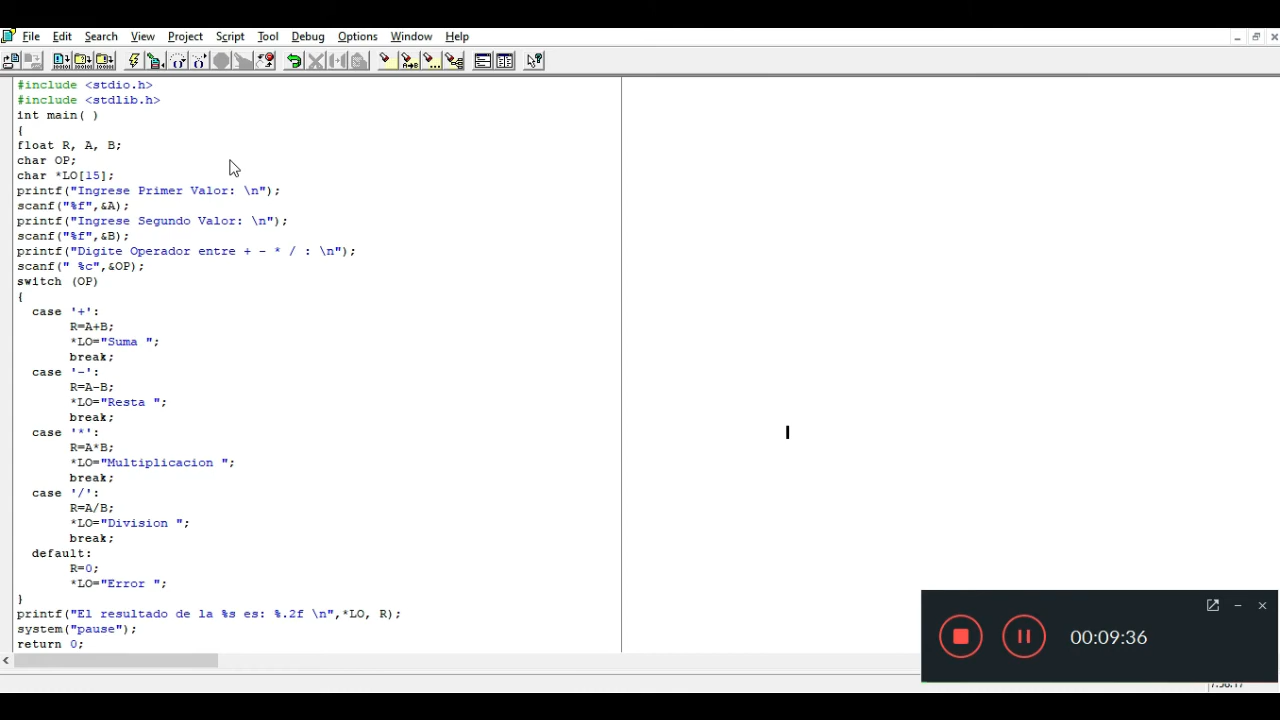 File Edit Search View Project Script Tool Debug Options Window Help
#include <stdio.h>
#include <stdlib.h>
int main( )
{
float R, A, B;
char OP;
char *LO[15];
printf("Ingrese Primer Valor: \n");
scanf("%f",&A);
printf("Ingrese Segundo Valor: \n");
scanf("%f",&B);
printf("Digite Operador entre + - * / : \n");
scanf(" %c",&OP);
switch (OP)
{
case '+':
R=A+B;
*LO="Suma ";
break;
case '-':
R=A-B;
*LO="Resta ";
break;
case '*':
R=A*B;
*LO="Multiplicacion ";
break;
case '/':
R=A/B;
*LO="Division ";
break;
default:
R=0;
*LO="Error ";
}
printf("El resultado de la %s es: %.2f \n",*LO, R);
system("pause");
return 0;
00:09:36